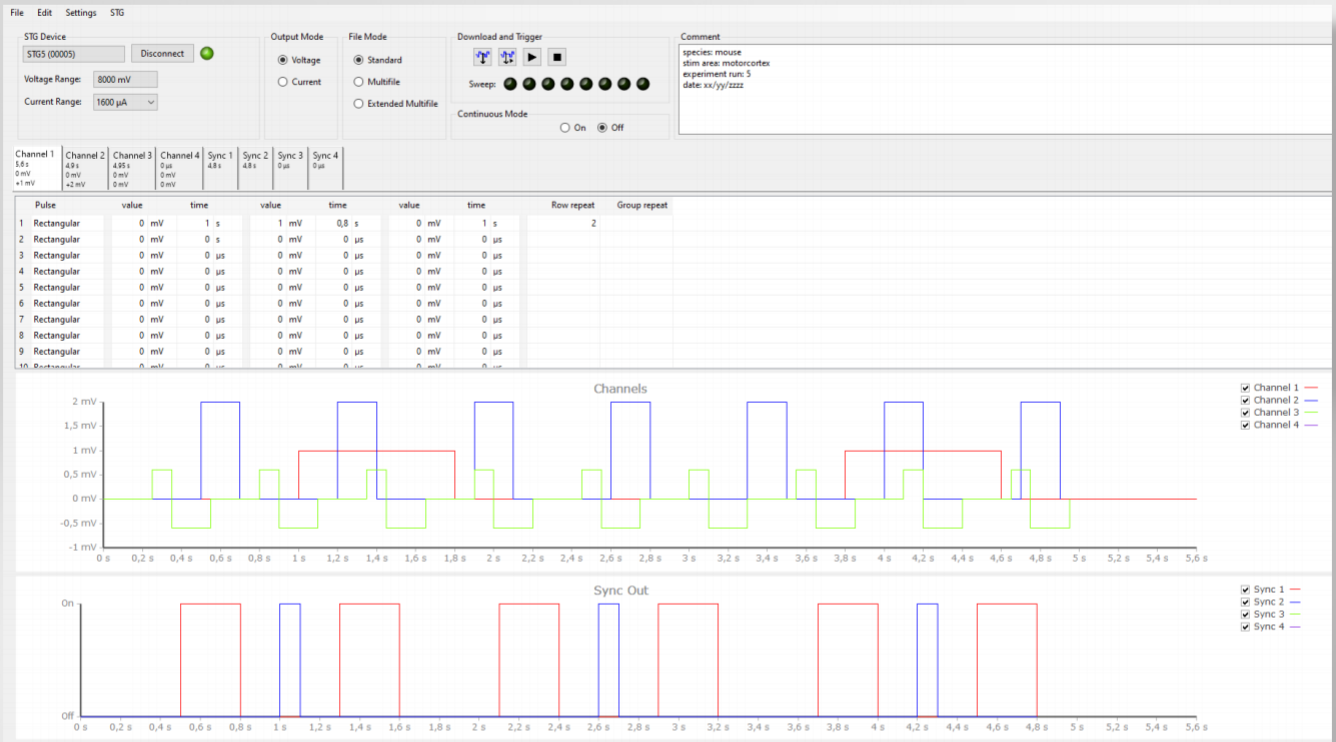 File Edit Settings STG
STG Device Output Mode File Mode Download and Trigger Comment
STG5 (00005) Disconnect Voltage Standard species: mouse
stim area: motorcortex
Voltage Range: 8000 mV Current Multifile Sweep: experiment run: 5
date: xx/yy/zzzz
Current Range: 1600 µA Extended Multifile
Continuous Mode
On Off
Channel 1 Channel 2 Channel 3 Channel 4 Sync 1 Sync 2 Sync 3 Sync 4
5.6 s 4.9 s 4.95 s 0 µs 4.8 s 4.8 s 0 µs 0 µs
0 mV 0 mV 0 mV 0 mV
+1 mV +2 mV 0 mV 0 mV
Pulse value time value time value time Row repeat Group repeat
1 Rectangular 0 mV 1 s 1 mV 0,8 s 0 mV 1 s 2
2 Rectangular 0 mV 0 s 0 mV 0 µs 0 mV 0 µs
3 Rectangular 0 mV 0 µs 0 mV 0 µs 0 mV 0 µs
4 Rectangular 0 mV 0 µs 0 mV 0 µs 0 mV 0 µs
5 Rectangular 0 mV 0 µs 0 mV 0 µs 0 mV 0 µs
6 Rectangular 0 mV 0 µs 0 mV 0 µs 0 mV 0 µs
7 Rectangular 0 mV 0 µs 0 mV 0 µs 0 mV 0 µs
8 Rectangular 0 mV 0 µs 0 mV 0 µs 0 mV 0 µs
9 Rectangular 0 mV 0 µs 0 mV 0 µs 0 mV 0 µs
10 Rectangular 0 mV 0 µs 0 mV 0 µs 0 mV 0 µs
Channels
2 mV
1,5 mV
1 mV
0,5 mV
0 mV
-0,5 mV
-1 mV
0 s 0,2 s 0,4 s 0,6 s 0,8 s 1 s 1,2 s 1,4 s 1,6 s 1,8 s 2 s 2,2 s 2,4 s 2,6 s 2,8 s 3 s 3,2 s 3,4 s 3,6 s 3,8 s 4 s 4,2 s 4,4 s 4,6 s 4,8 s 5 s 5,2 s 5,4 s 5,6 s
Channel 1
Channel 2
Channel 3
Channel 4
Sync Out
On
Off
0 s 0,2 s 0,4 s 0,6 s 0,8 s 1 s 1,2 s 1,4 s 1,6 s 1,8 s 2 s 2,2 s 2,4 s 2,6 s 2,8 s 3 s 3,2 s 3,4 s 3,6 s 3,8 s 4 s 4,2 s 4,4 s 4,6 s 4,8 s 5 s 5,2 s 5,4 s 5,6 s
Sync 1
Sync 2
Sync 3
Sync 4